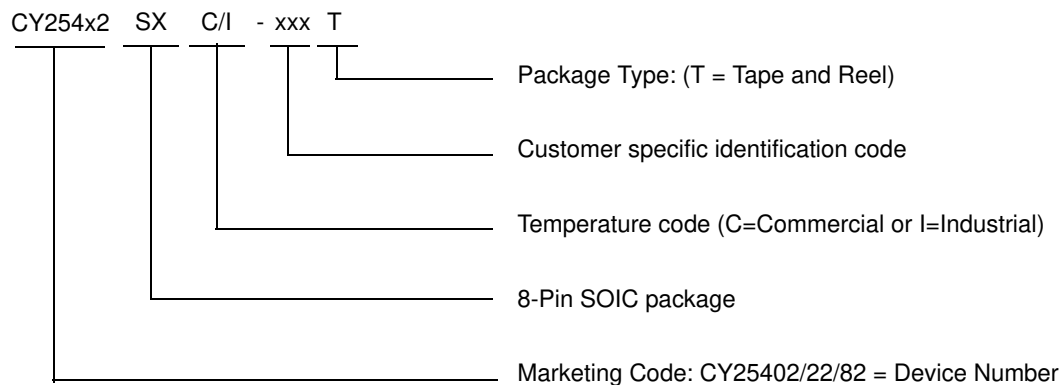 CY254x2 SX C/I - xxx T
Package Type: (T = Tape and Reel)
Customer specific identification code
Temperature code (C=Commercial or I=Industrial)
8-Pin SOIC package
Marketing Code: CY25402/22/82 = Device Number